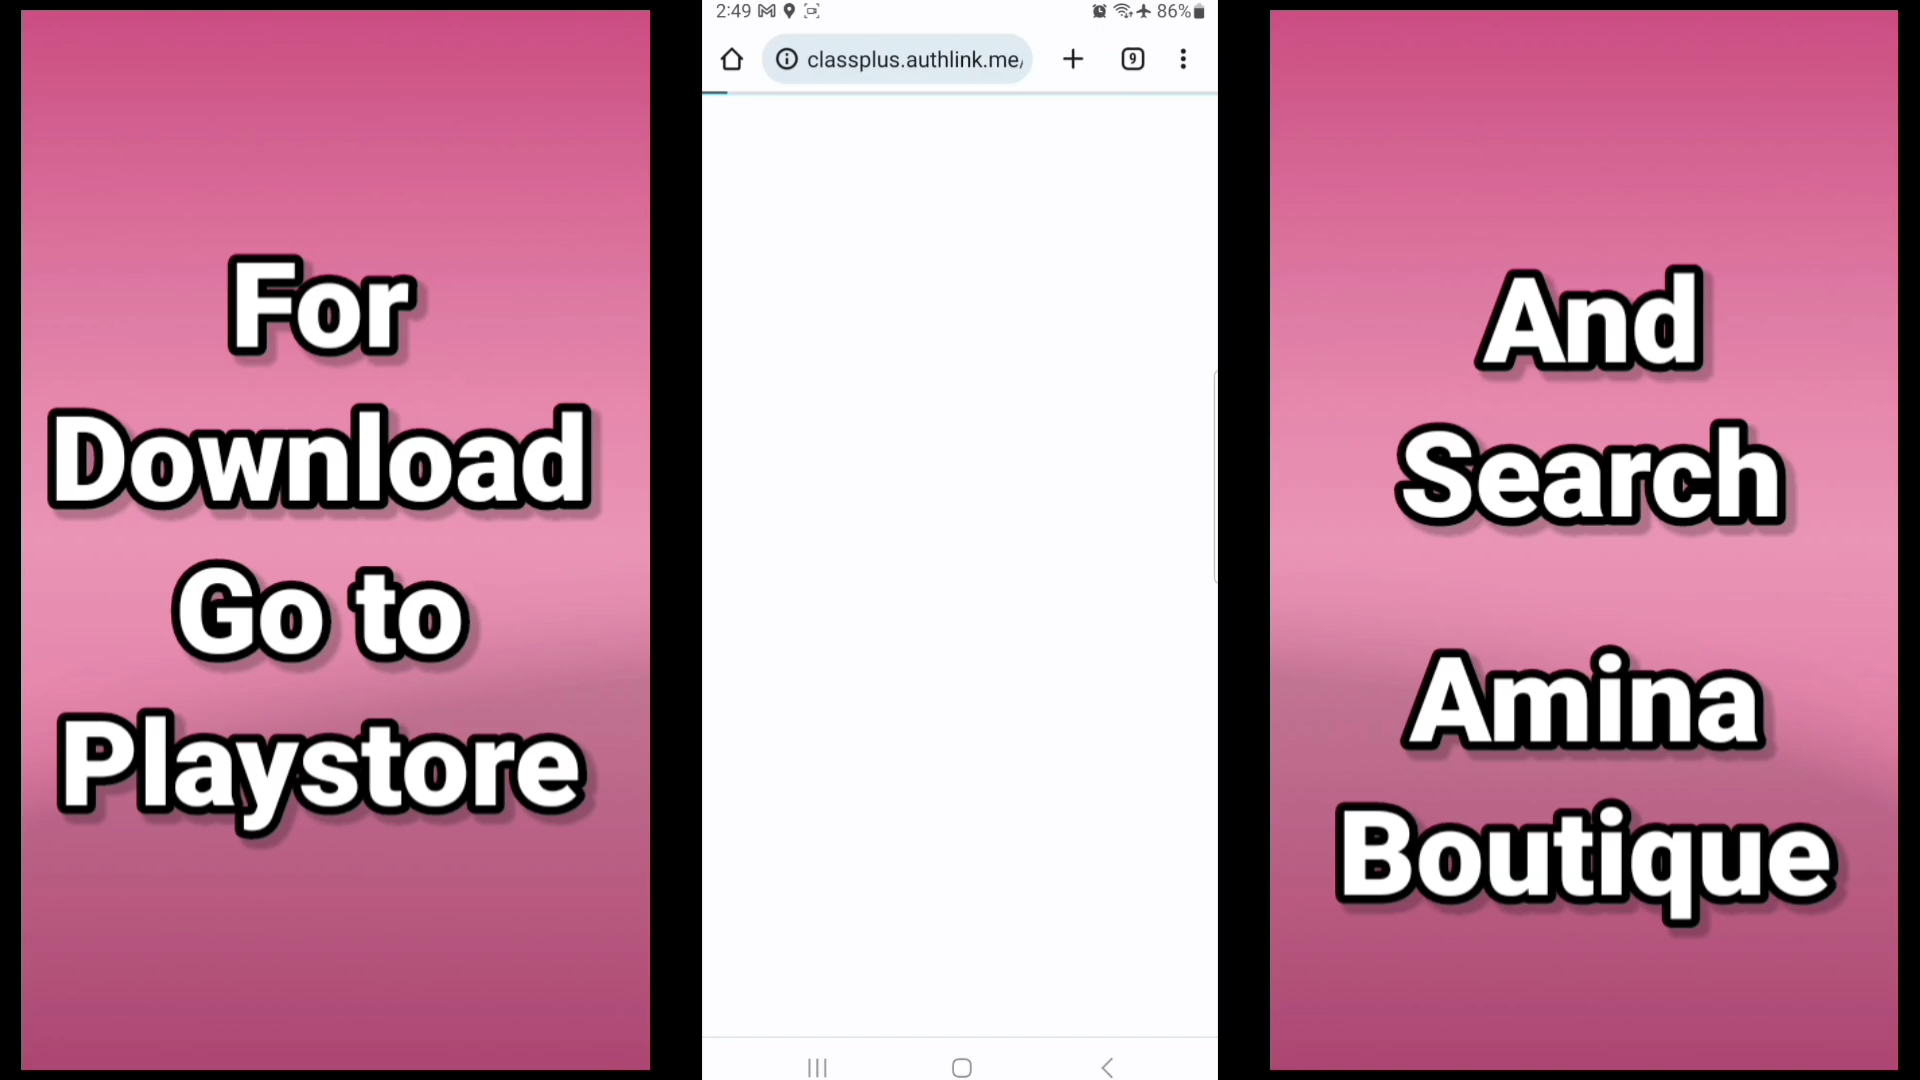 2:49
86%
classplus.authlink.me/
9
For
Download
Go to
Playstore
And
Search
Amina
Boutique